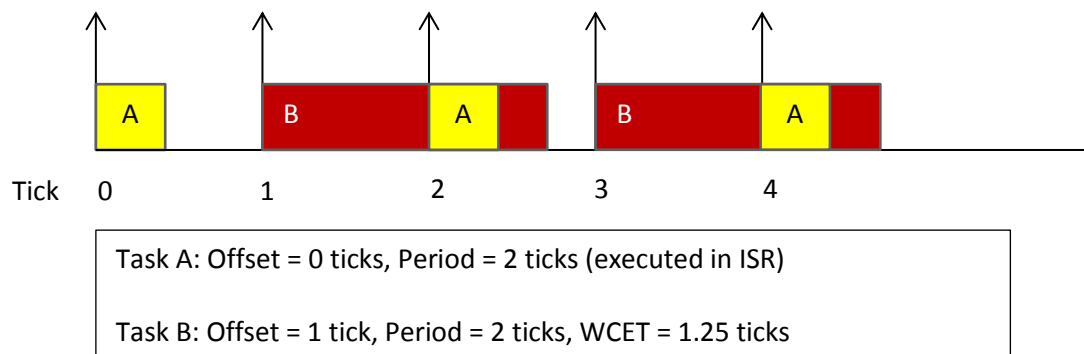 A B A B A
Tick 0 1 2 3 4
Task A: Offset = 0 ticks, Period = 2 ticks (executed in ISR)
Task B: Offset = 1 tick, Period = 2 ticks, WCET = 1.25 ticks